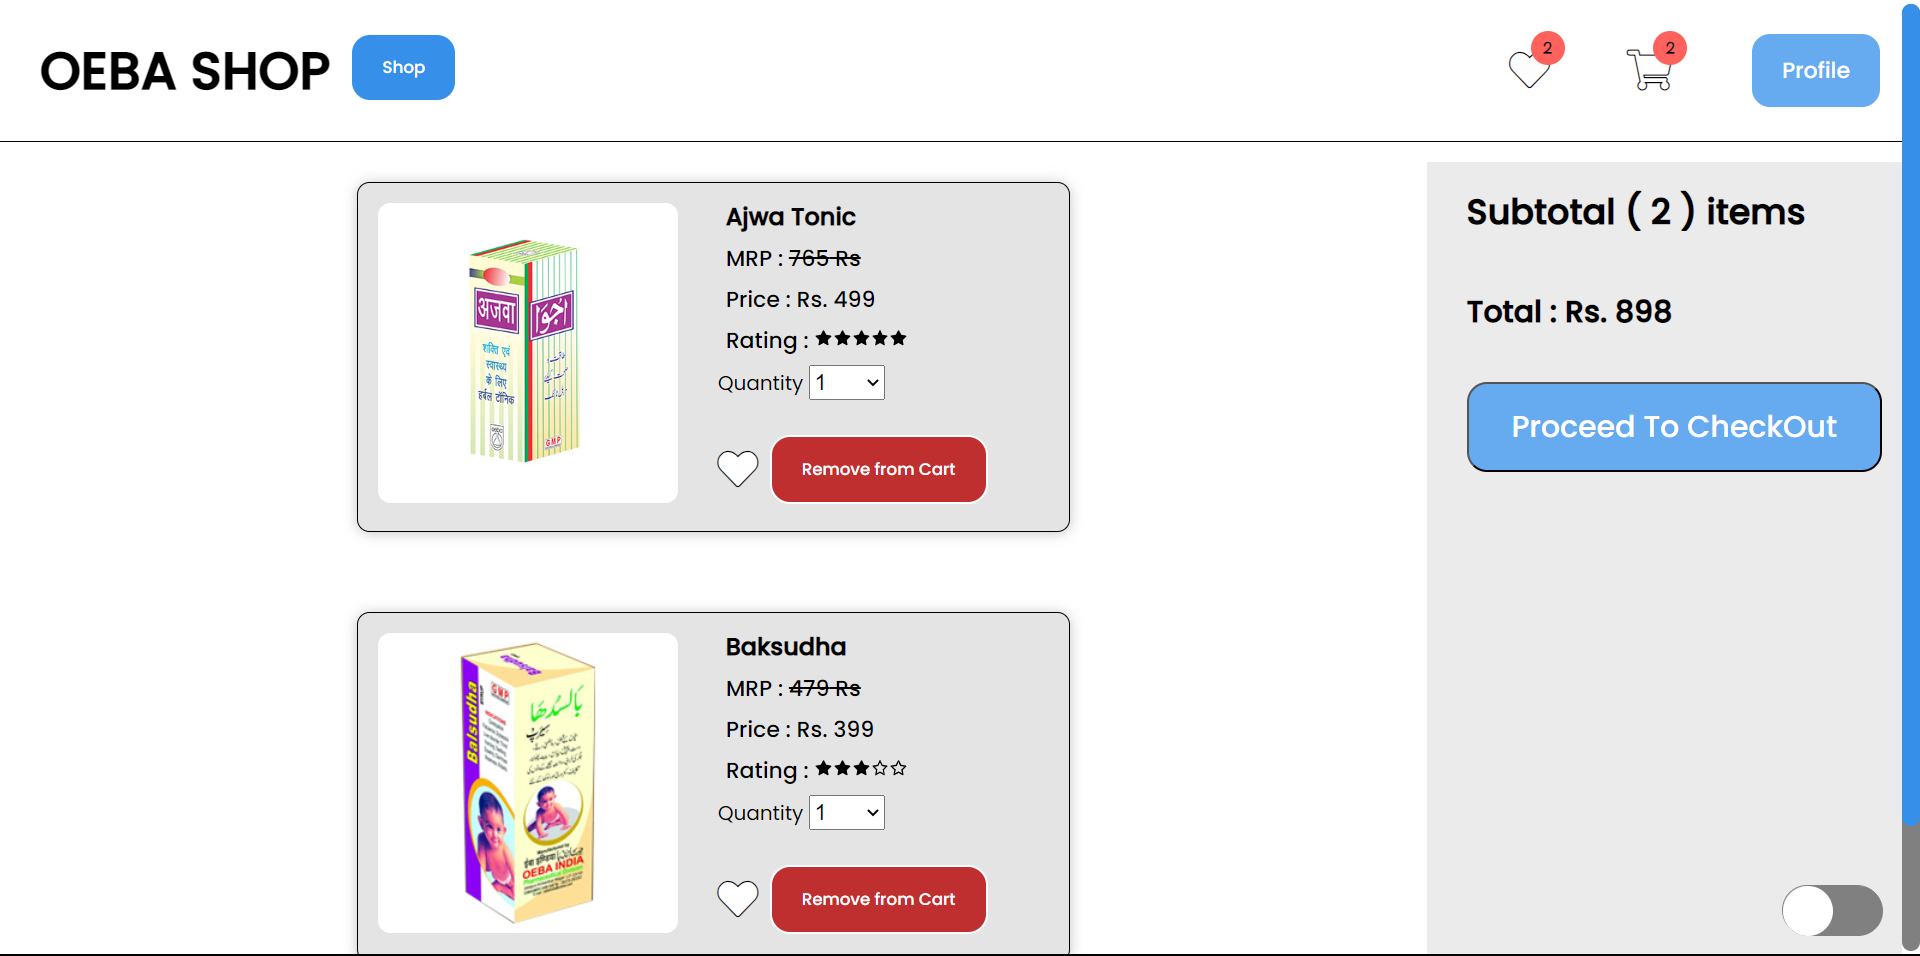 OEBA SHOP
Shop
2
2
Profile
Ajwa Tonic
MRP : 765 Rs
Price : Rs. 499
Rating :
Quantity 1
Remove from Cart
अजवा
शक्ति एवं
स्वास्थ्य
के लिए
हर्बल टॉनिक
GMP
Subtotal ( 2 ) items
Total : Rs. 898
Proceed To CheckOut
Baksudha
MRP : 479 Rs
Price : Rs. 399
Rating :
Quantity 1
Remove from Cart
Balsudha
GMP
OEBA INDIA